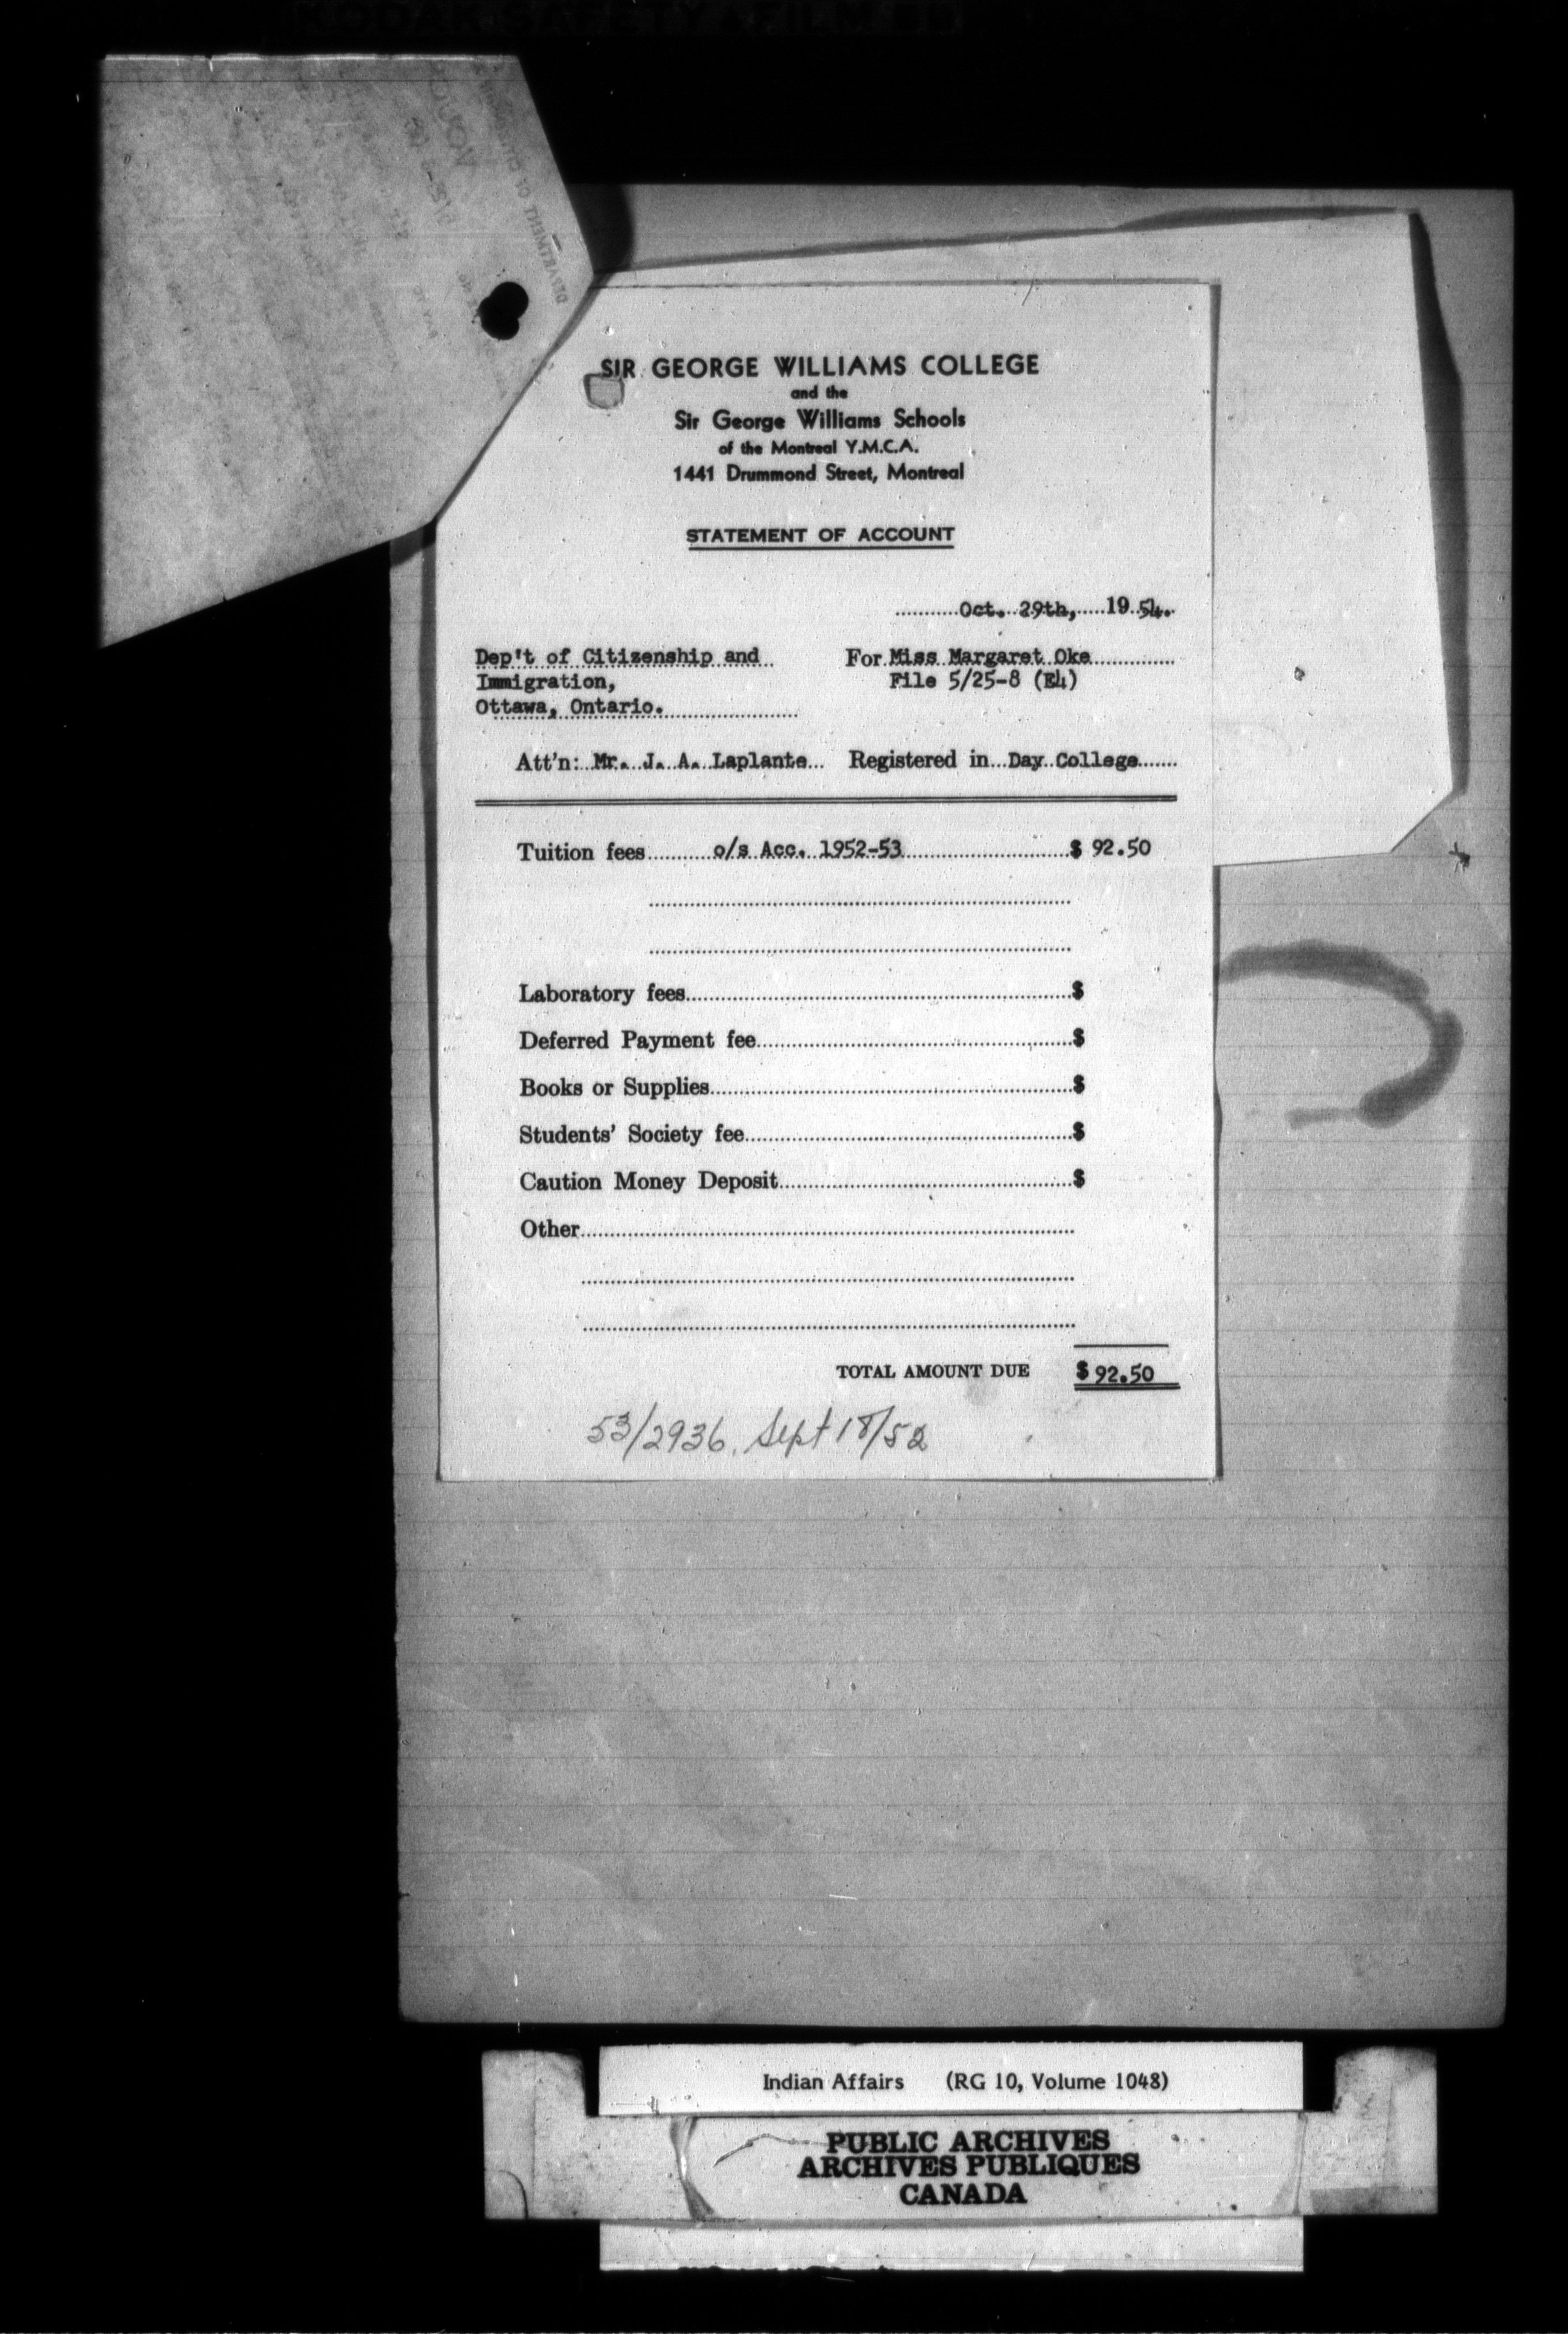 SIR GEORGE WILLIAMS COLLEGE
and the
Sir George Williams Schools
of the Montreal Y.M.C.A.
1441 Drummond Street, Montreal
STATEMENT OF ACCOUNT
Oct. 29th, 19 54.
Dep't of Citizenship and
Immigration,
Ottawa, Ontario.
For Miss Margaret Oke
File 5/25-8 (E4)
Att'n: Mr. J. A. Laplante Registered in Day College
Tuition fees o/s Acc. 1952-53 $ 92.50
Laboratory fees $
Deferred Payment fee $
Books or Supplies $
Students' Society fee $
Caution Money Deposit $
Other
TOTAL AMOUNT DUE $ 92.50
53/2936. Sept 18/52
Indian Affairs (RG 10, Volume 1048)
PUBLIC ARCHIVES
ARCHIVES PUBLIQUES
CANADA